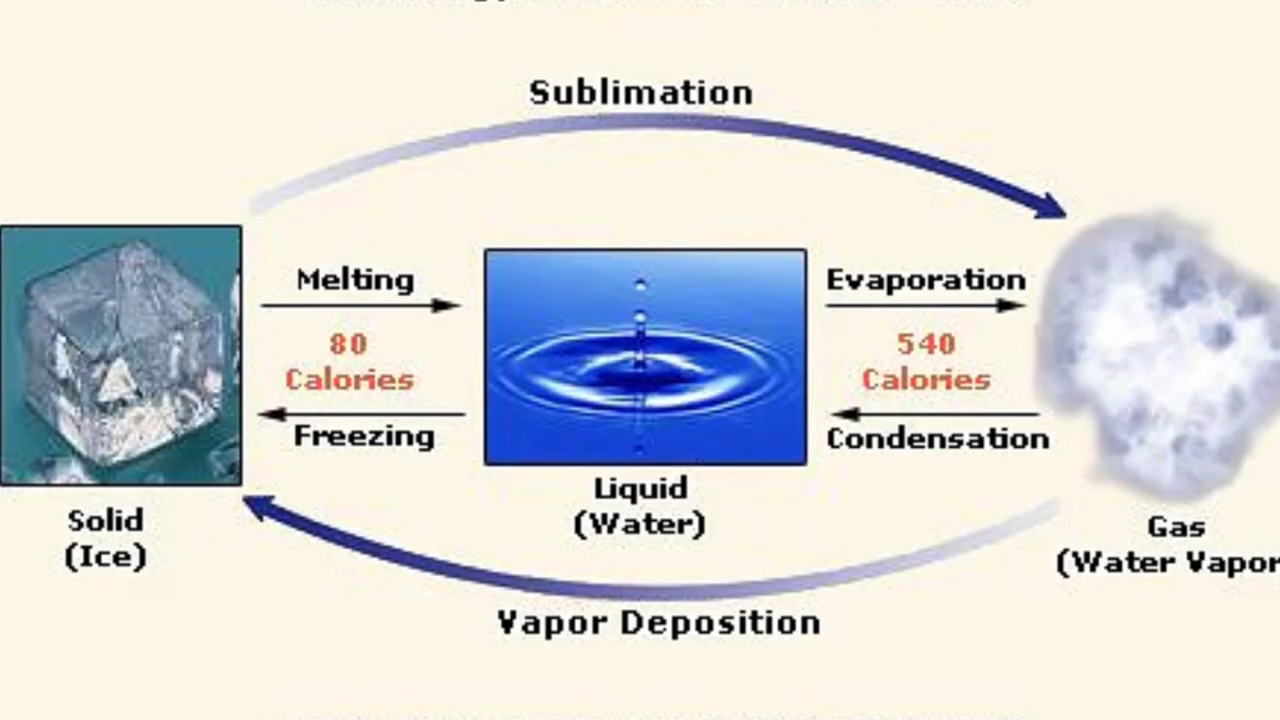 Sublimation
Melting
80
Calories
Freezing
Evaporation
540
Calories
Condensation
Solid
(Ice)
Liquid
(Water)
Gas
(Water Vapor
Vapor Deposition